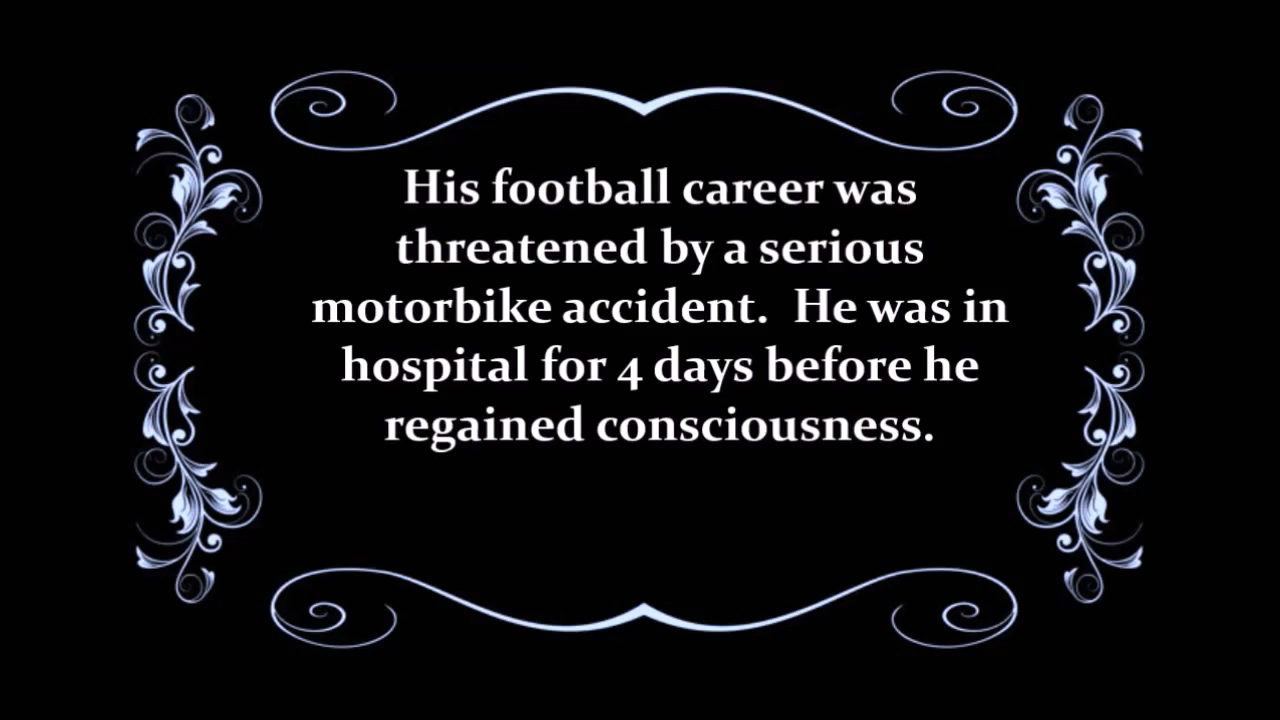 His football career was
threatened by a serious
motorbike accident.  He was in
hospital for 4 days before he
regained consciousness.